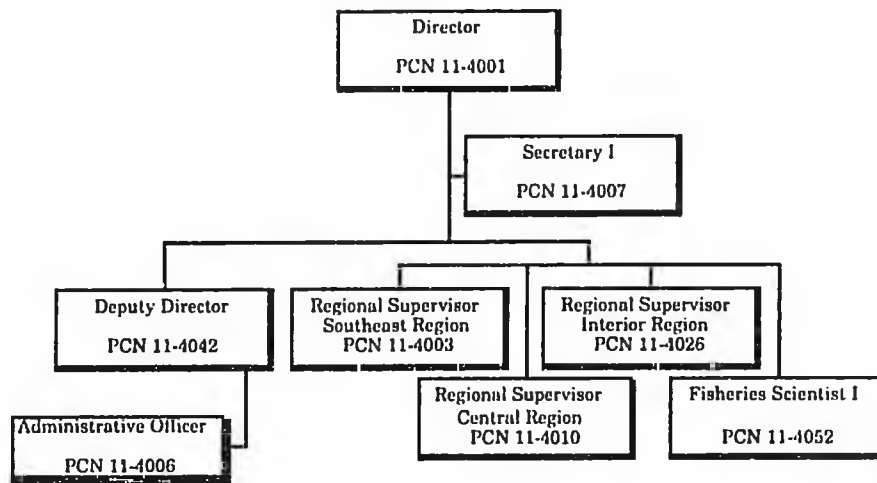 Director
PCN 11-4001
Secretary I
PCN 11-4007
Deputy Director
PCN 11-4042
Regional Supervisor
Southeast Region
PCN 11-4003
Regional Supervisor
Interior Region
PCN 11-4026
Administrative Officer
PCN 11-4006
Regional Supervisor
Central Region
PCN 11-4010
Fisheries Scientist I
PCN 11-4052